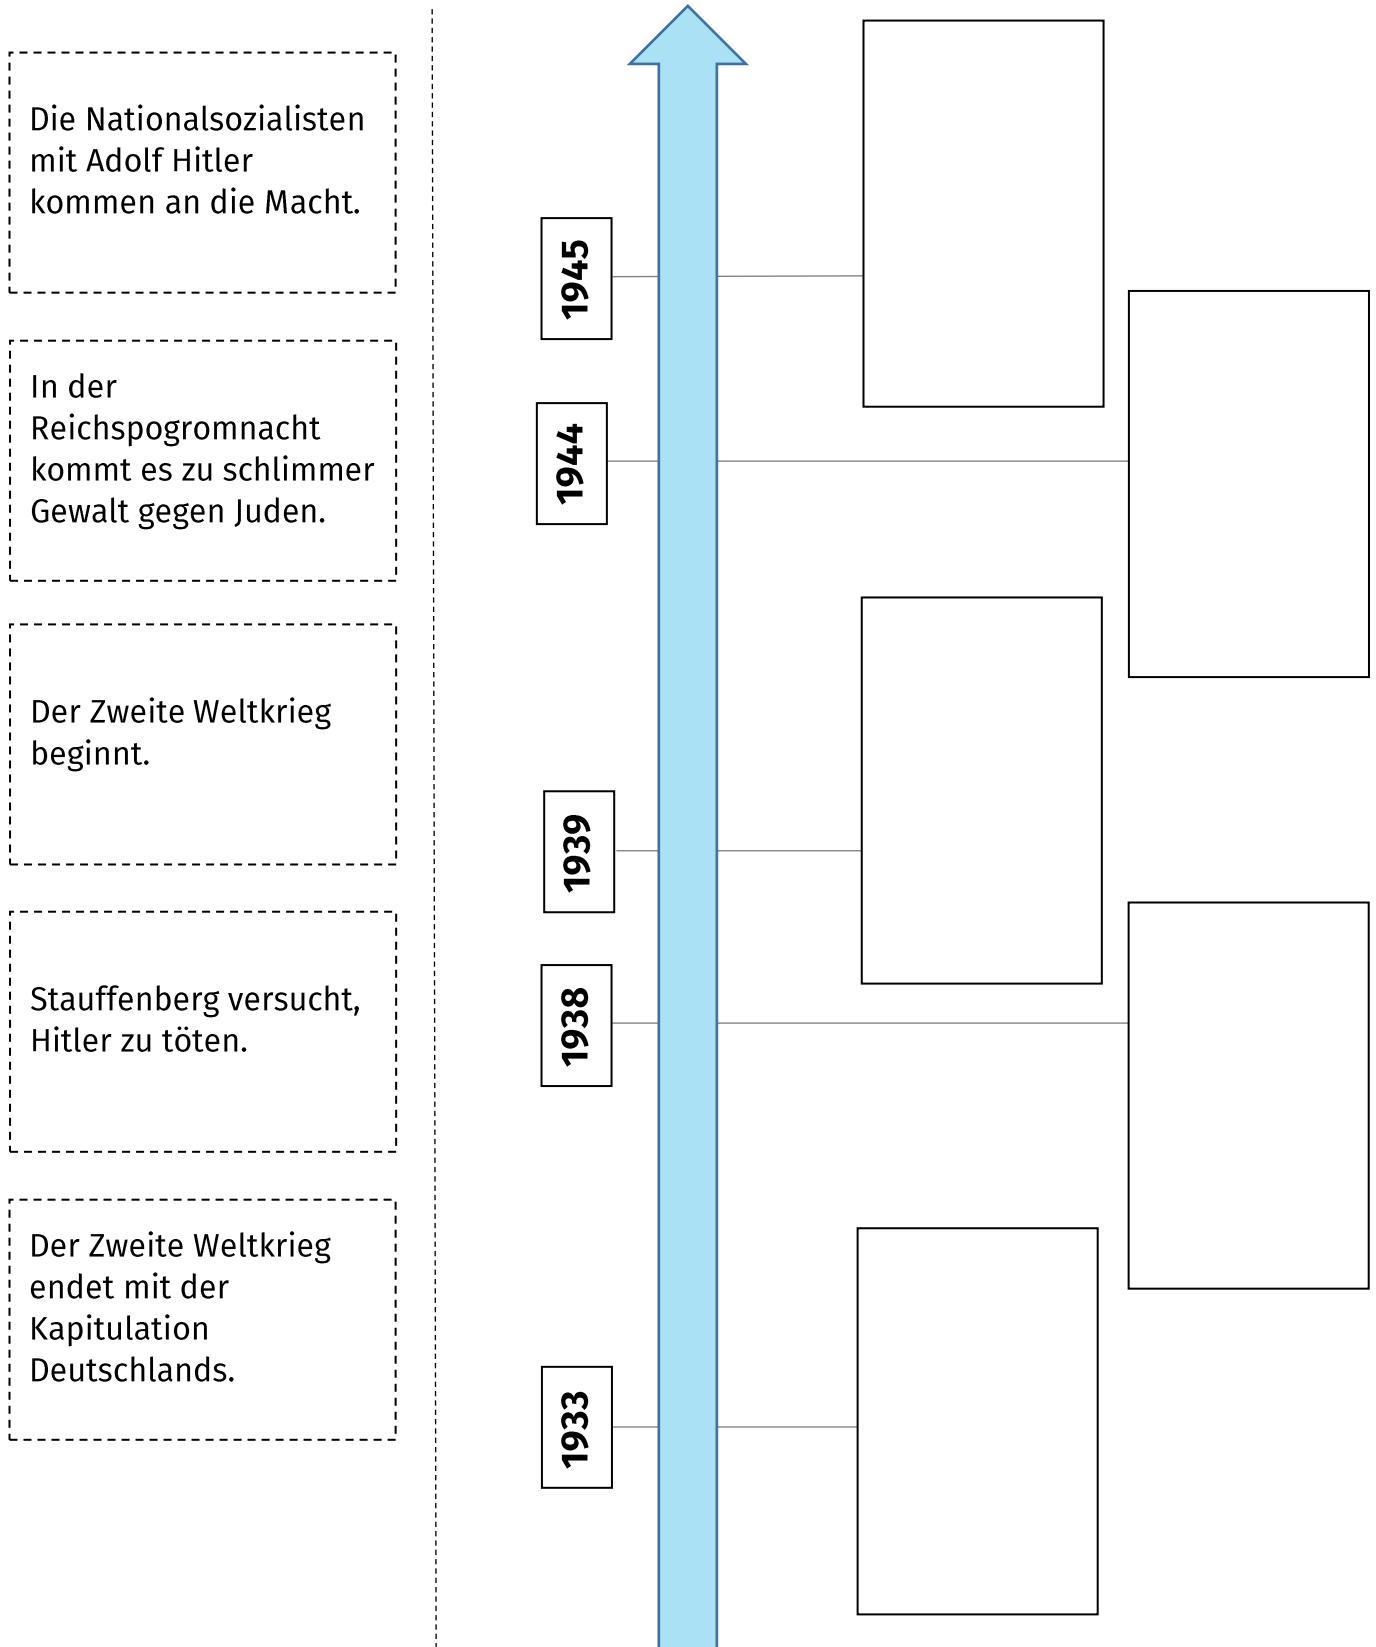 Die Nationalsozialisten
mit Adolf Hitler
kommen an die Macht.
In der
Reichspogromnacht
kommt es zu schlimmer
Gewalt gegen Juden.
Der Zweite Weltkrieg
beginnt.
Stauffenberg versucht,
Hitler zu töten.
Der Zweite Weltkrieg
endet mit der
Kapitulation
Deutschlands.
1945
1944
1939
1938
1933